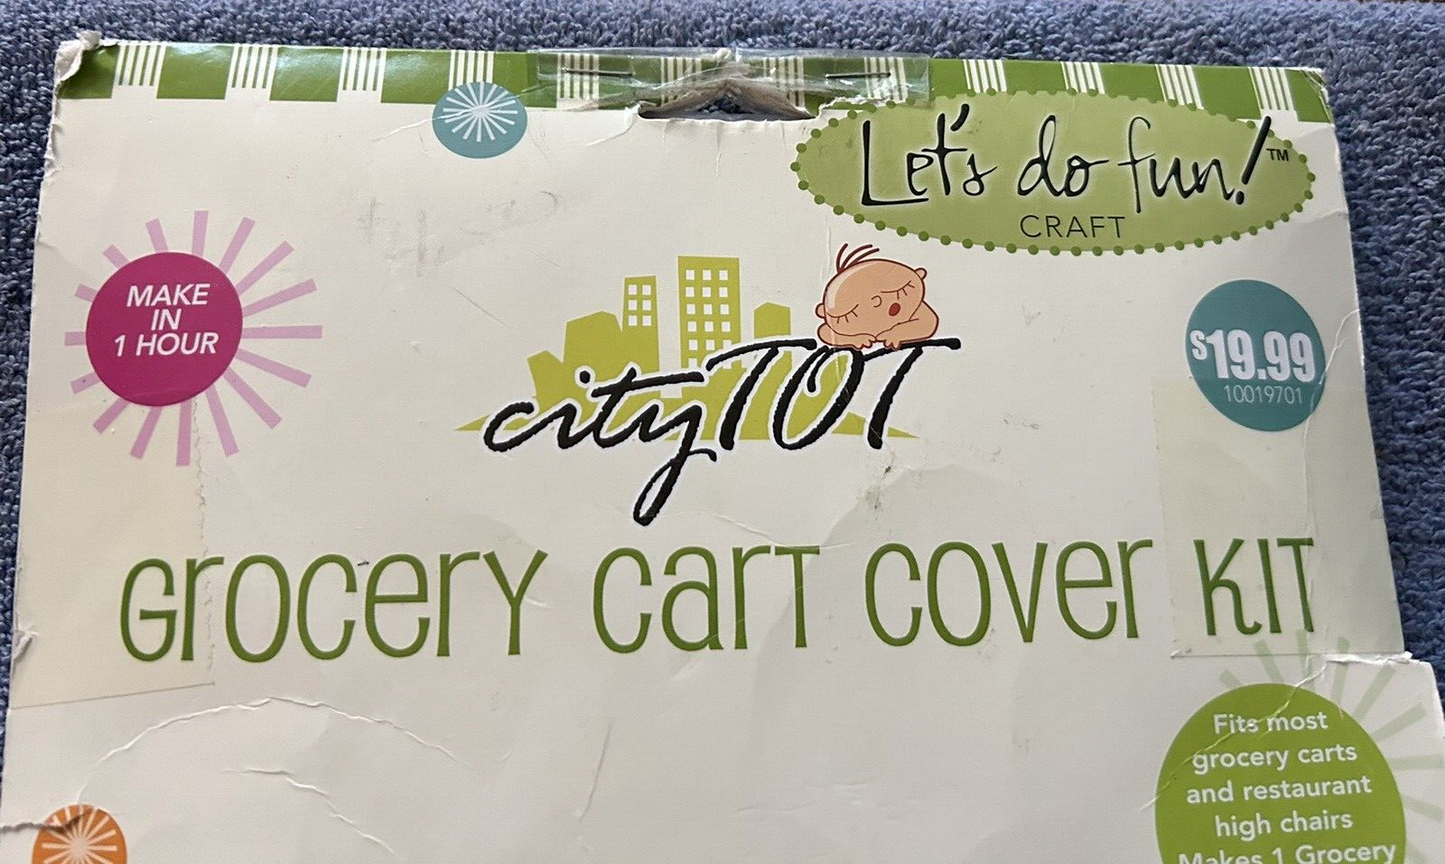 Let's do fun!™
CRAFT
MAKE
IN
1 HOUR
$19.99
10019701
cityTOT
Grocery Cart Cover Kit
Fits most
grocery carts
and restaurant
high chairs
Makes 1 Grocery